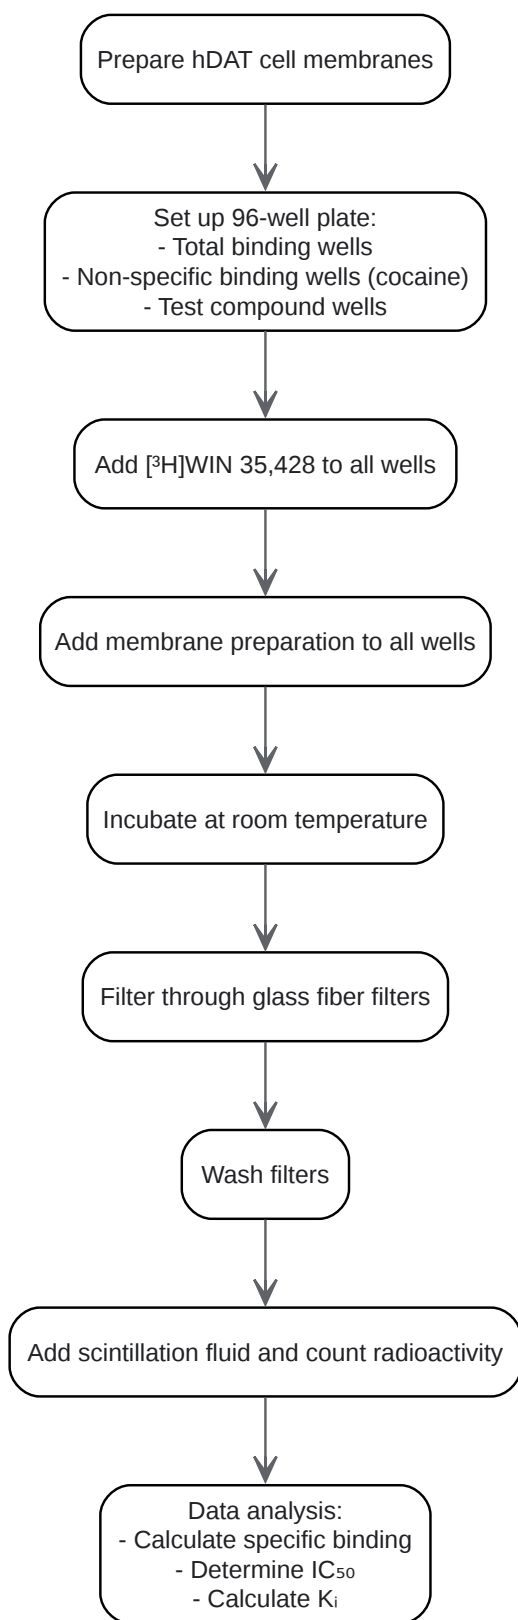 Prepare hDAT cell membranes
Set up 96-well plate:
- Total binding wells
- Non-specific binding wells (cocaine)
- Test compound wells
Add [³H]WIN 35,428 to all wells
Add membrane preparation to all wells
Incubate at room temperature
Filter through glass fiber filters
Wash filters
Add scintillation fluid and count radioactivity
Data analysis:
- Calculate specific binding
- Determine IC₅₀
- Calculate Kᵢ